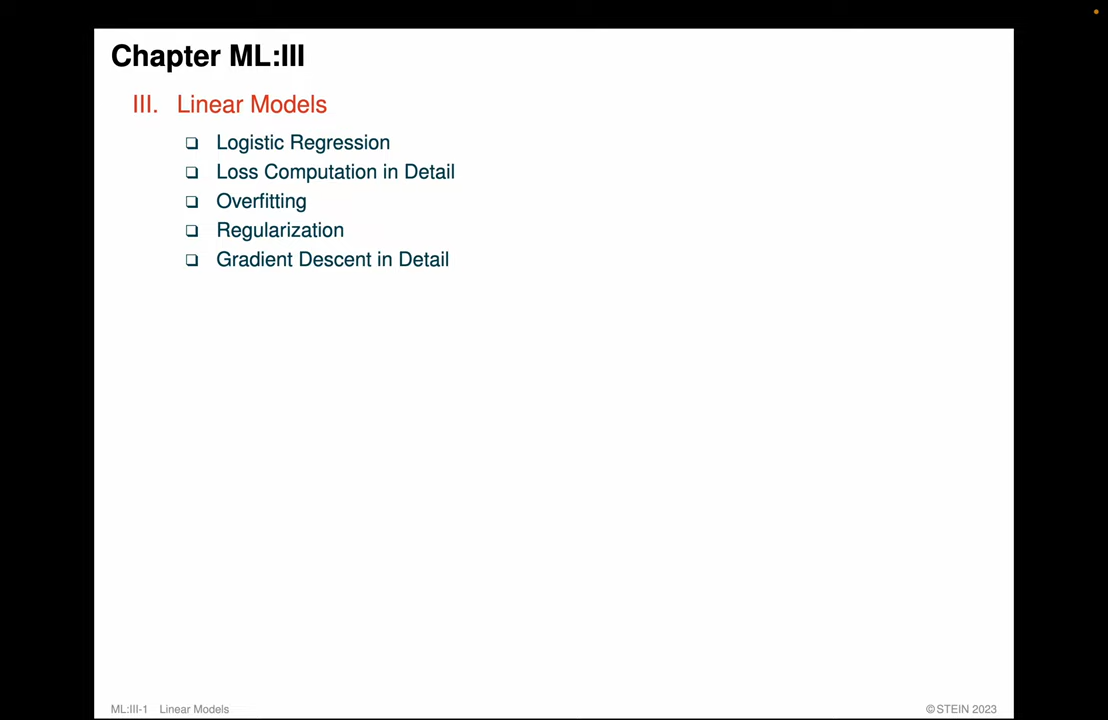 Chapter ML:III
III. Linear Models
❑ Logistic Regression
❑ Loss Computation in Detail
❑ Overfitting
❑ Regularization
❑ Gradient Descent in Detail
ML:III-1 Linear Models
© STEIN 2023